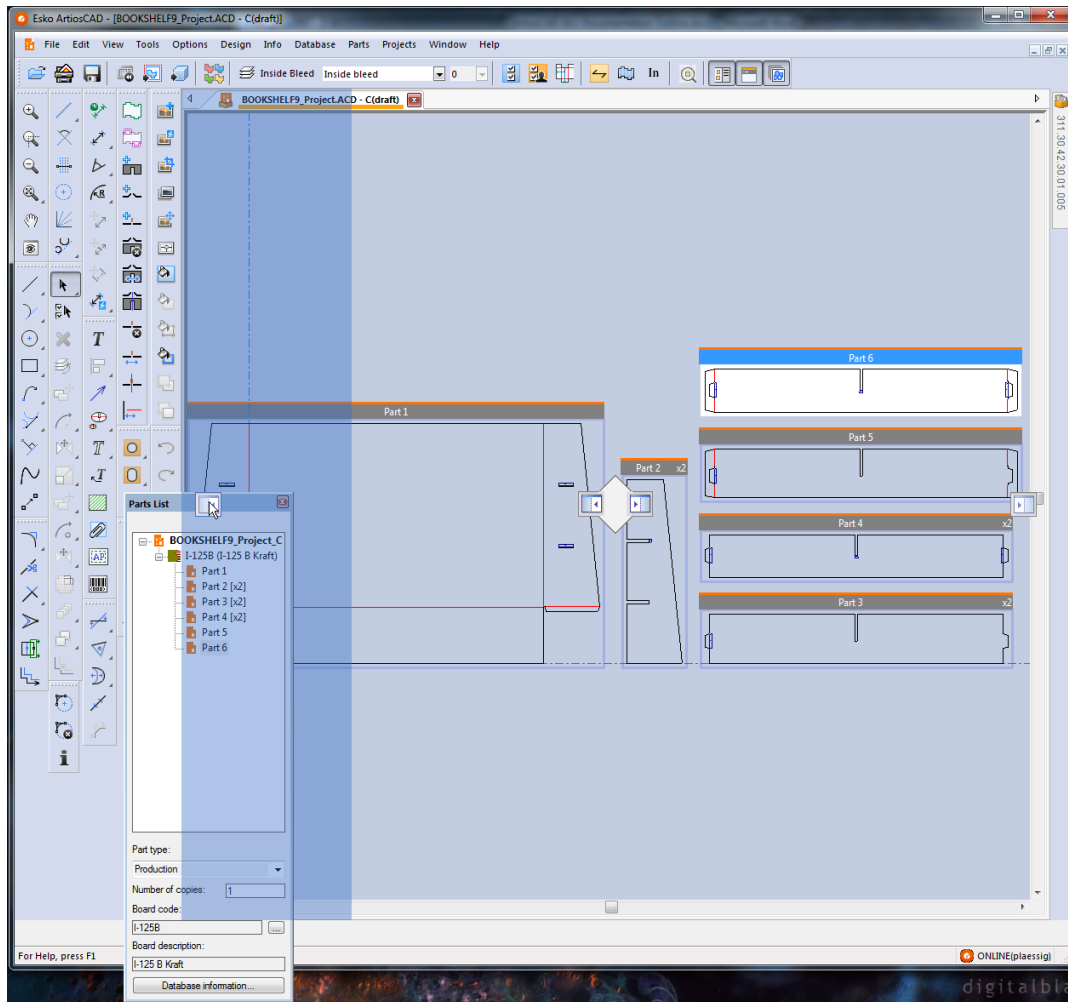 Esko ArtiosCAD - [BOOKSHELF9_Project.ACD - C(draft)]
File Edit View Tools Options Design Info Database Parts Projects Window Help
Inside Bleed Inside bleed 0 In
BOOKSHELF9_Project.ACD - C(draft)
311.30.42.30.01.005
Part 6
Part 1
Part 5
Part 2 x2
Part 4 x2
Part 3 x2
R
T
T
T
AP
Parts List
BOOKSHELF9_Project_C
I-125B (I-125 B Kraft)
Part 1
Part 2 [x2]
Part 3 [x2]
Part 4 [x2]
Part 5
Part 6
Part type:
Production
Number of copies: 1
Board code:
I-125B ...
Board description:
I-125 B Kraft
Database information...
For Help, press F1
ONLINE(plaessig)
digitalbla